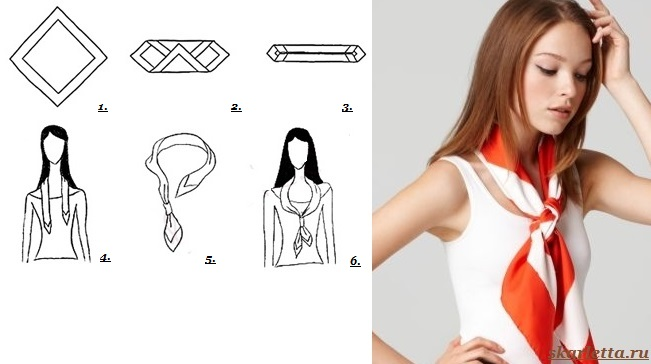 1. 2. 3.
4. 5. 6.
skarletta.ru